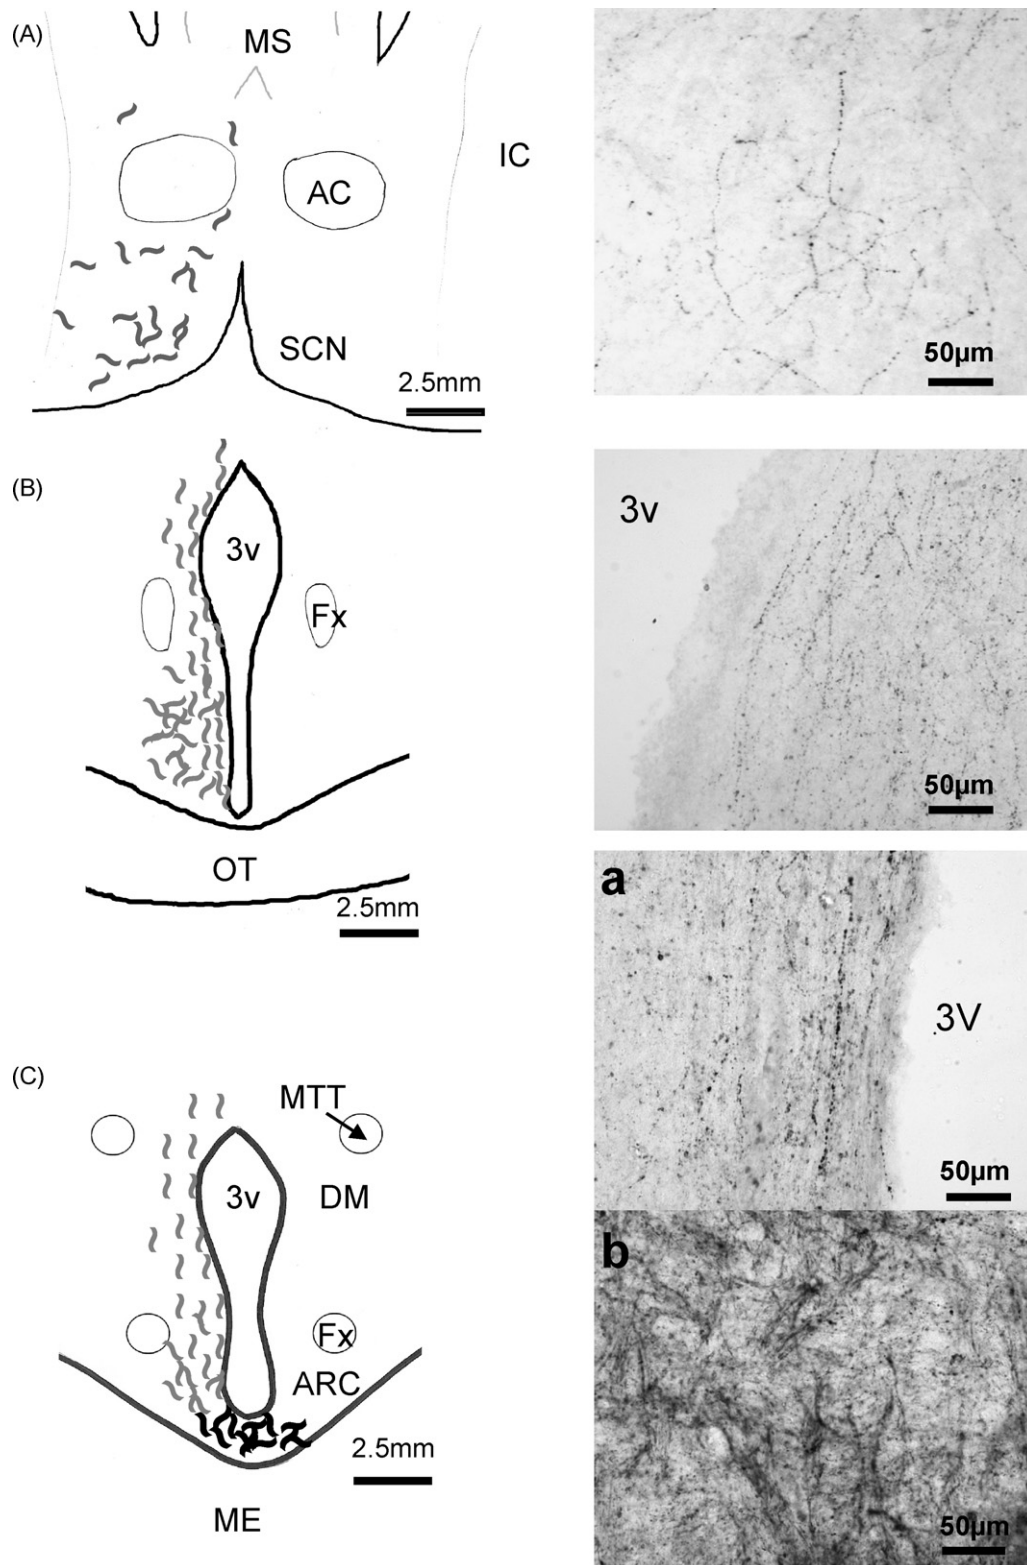 (A)
MS
IC
AC
SCN
2.5mm
50µm
(B)
3v
Fx
OT
2.5mm
3v
50µm
a
3V
50µm
(C)
MTT
3v
DM
Fx
ARC
2.5mm
ME
b
50µm